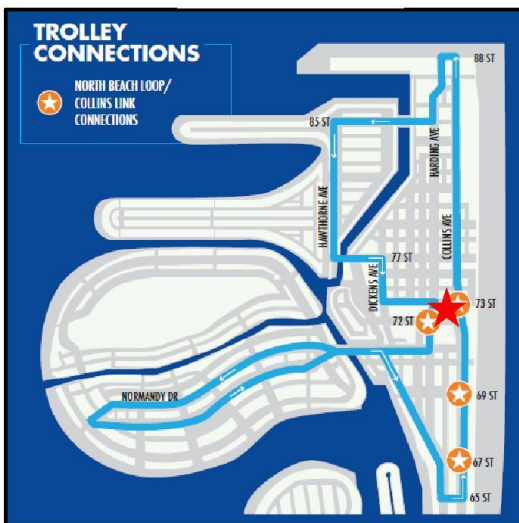 TROLLEY
CONNECTIONS
NORTH BEACH LOOP/
COLLINS LINK
CONNECTIONS
88 ST
85 ST
HARDING AVE
HAWTHORNE AVE
COLLINS AVE
77 ST
DICKENS AVE
73 ST
72 ST
NORMANDY DR
69 ST
67 ST
65 ST